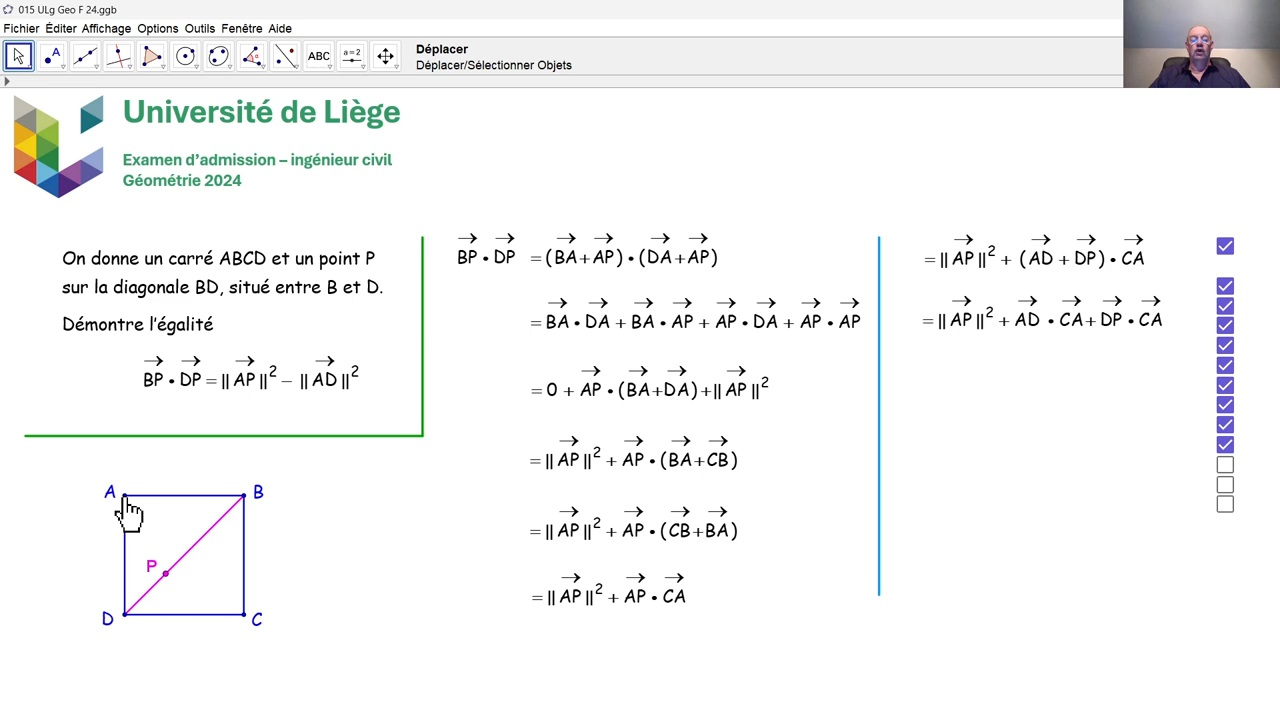 015 ULg Geo F 24.ggb
Fichier Éditer Affichage Options Outils Fenêtre Aide
A ABC a=2 Déplacer
Déplacer/Sélectionner Objets
Université de Liège
Examen d'admission – ingénieur civil
Géométrie 2024
On donne un carré ABCD et un point P
sur la diagonale BD, situé entre B et D.
Démontre l'égalité
BP • DP = || AP ||² − || AD ||²
A B
P
D C
BP • DP = (BA + AP) • (DA + AP)
= BA • DA + BA • AP + AP • DA + AP • AP
= 0 + AP • (BA+DA) + || AP ||²
= || AP ||² + AP • (BA+CB)
= || AP ||² + AP • (CB+BA)
= || AP ||² + AP • CA
= || AP ||² + (AD + DP) • CA
= || AP ||² + AD • CA + DP • CA